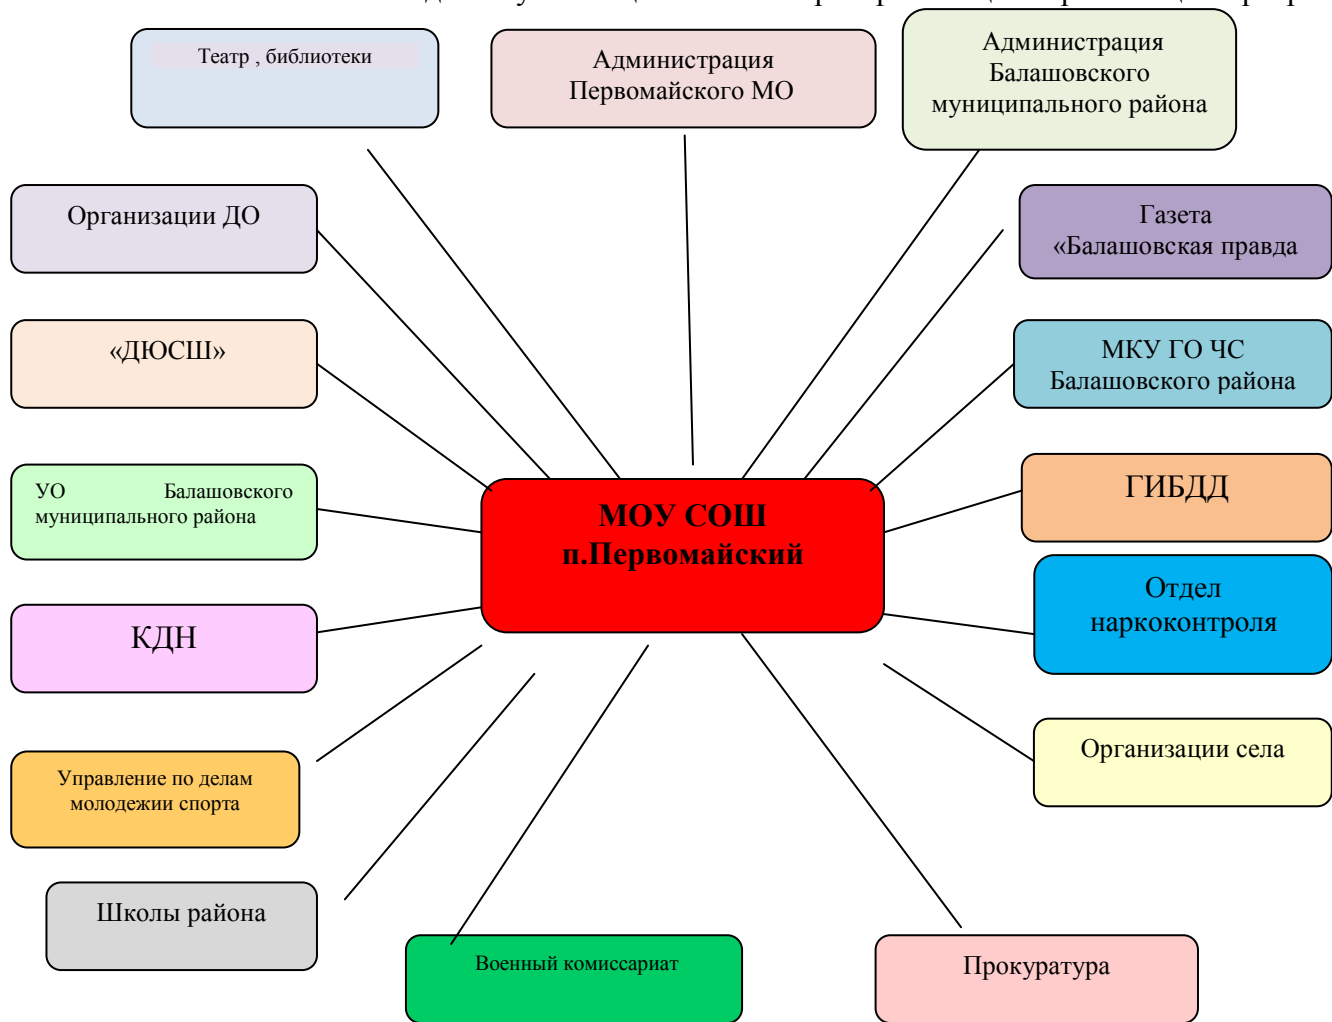 Театр , библиотеки
Администрация
Первомайского МО
Администрация
Балашовского
муниципального района
Организации ДО
Газета
«Балашовская правда
«ДЮСШ»
МКУ ГО ЧС
Балашовского района
УО Балашовского
муниципального района
МОУ СОШ
п.Первомайский
ГИБДД
Отдел
наркоконтроля
КДН
Организации села
Управление по делам
молодежии спорта
Школы района
Военный комиссариат
Прокуратура